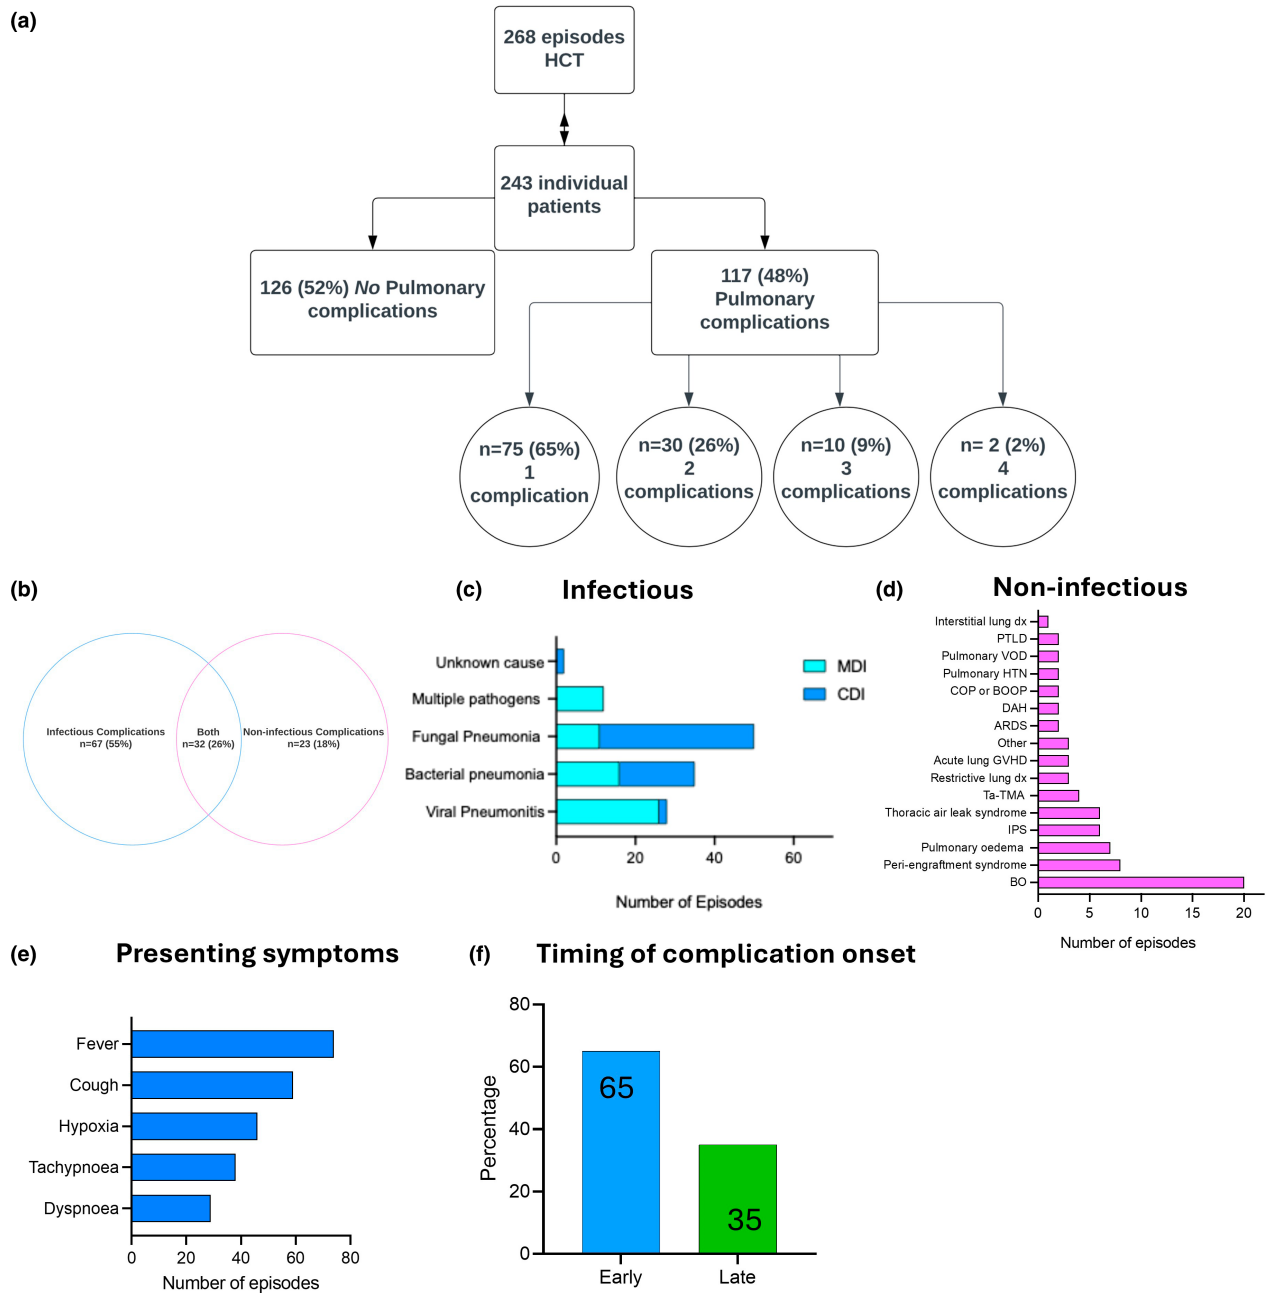 (a)
268 episodes
HCT
243 individual
patients
126 (52%) No Pulmonary
complications
117 (48%)
Pulmonary
complications
n=75 (65%)
1
complication
n=30 (26%)
2
complications
n=10 (9%)
3
complications
n= 2 (2%)
4
complications
(b)
Infectious Complications
n=67 (55%)
Both
n=32 (26%)
Non-infectious Complications
n=23 (18%)
(c)
Infectious
Unknown cause
Multiple pathogens
Fungal Pneumonia
Bacterial pneumonia
Viral Pneumonitis
MDI
CDI
0 20 40 60
Number of Episodes
(d)
Non-infectious
Interstitial lung dx
PTLD
Pulmonary VOD
Pulmonary HTN
COP or BOOP
DAH
ARDS
Other
Acute lung GVHD
Restrictive lung dx
Ta-TMA
Thoracic air leak syndrome
IPS
Pulmonary oedema
Peri-engraftment syndrome
BO
0 5 10 15 20
Number of episodes
(e)
Presenting symptoms
Fever
Cough
Hypoxia
Tachypnoea
Dyspnoea
0 20 40 60 80
Number of episodes
(f)
Timing of complication onset
Percentage
80
60
40
20
0
65
35
Early Late